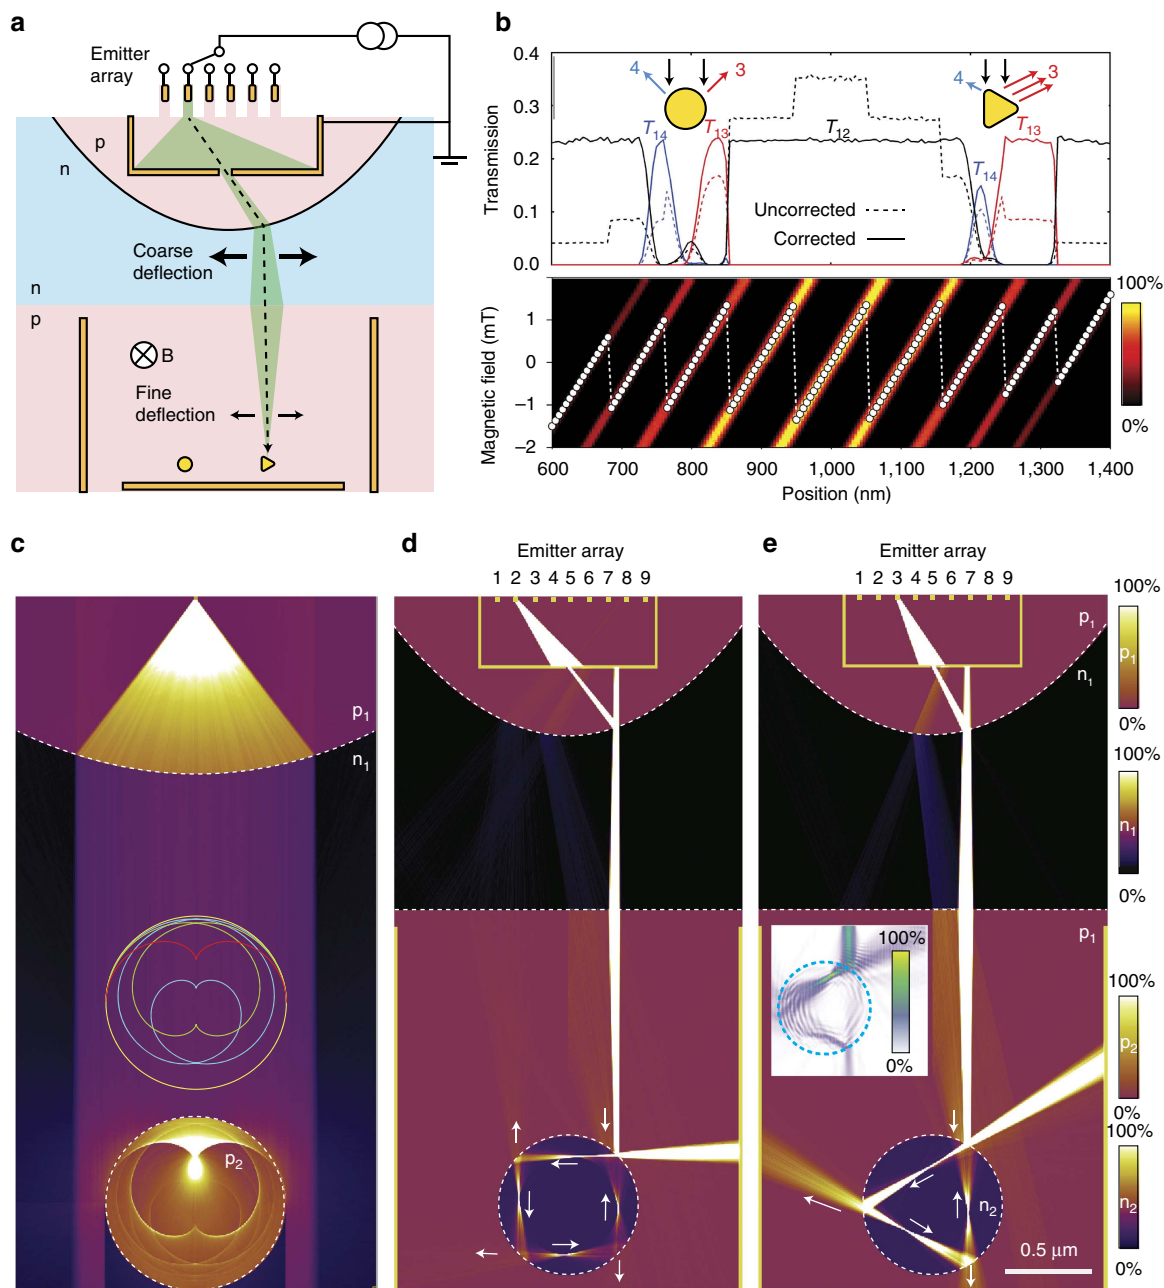 a
Emitter
array
p
n
Coarse
deflection
n
p
B
Fine
deflection
b
Transmission
0.4
0.3
0.2
0.1
0.0
4
3
4
3
T14
T13
T12
T13
T14
Uncorrected
Corrected
Magnetic field (mT)
1
0
−1
−2
600
700
800
900
1,000
1,100
1,200
1,300
1,400
Position (nm)
100%
0%
c
p1
n1
p2
d
Emitter array
1 2 3 4 5 6 7 8 9
e
Emitter array
1 2 3 4 5 6 7 8 9
p1
n1
p1
100%
0%
n2
0.5 μm
100%
p1
0%
100%
n1
0%
100%
p2
0%
100%
n2
0%